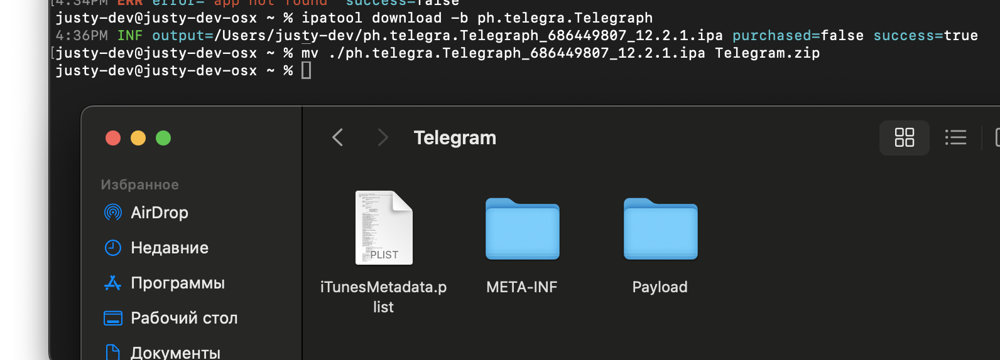 [4:34PM ERR error="app not found" success=false
justy-dev@justy-dev-osx ~ % ipatool download -b ph.telegra.Telegraph
4:36PM INF output=/Users/justy-dev/ph.telegra.Telegraph_686449807_12.2.1.ipa purchased=false success=true
[justy-dev@justy-dev-osx ~ % mv ./ph.telegra.Telegraph_686449807_12.2.1.ipa Telegram.zip
justy-dev@justy-dev-osx ~ %
Telegram
Избранное
AirDrop
Недавние
Программы
Рабочий стол
Документы
PLIST
iTunesMetadata.p
list
META-INF
Payload